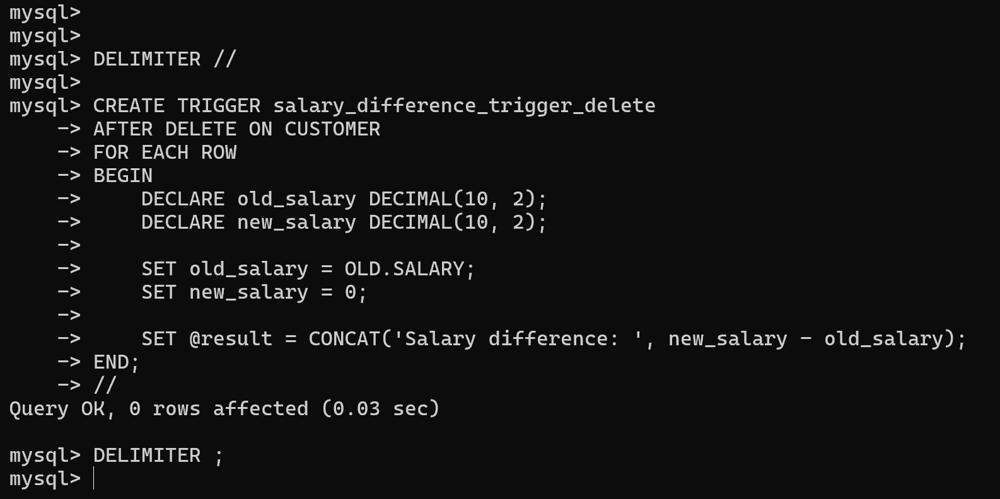 mysql>
mysql>
mysql> DELIMITER //
mysql>
mysql> CREATE TRIGGER salary_difference_trigger_delete
    -> AFTER DELETE ON CUSTOMER
    -> FOR EACH ROW
    -> BEGIN
    ->     DECLARE old_salary DECIMAL(10, 2);
    ->     DECLARE new_salary DECIMAL(10, 2);
    ->
    ->     SET old_salary = OLD.SALARY;
    ->     SET new_salary = 0;
    ->
    ->     SET @result = CONCAT('Salary difference: ', new_salary - old_salary);
    -> END;
    -> //
Query OK, 0 rows affected (0.03 sec)

mysql> DELIMITER ;
mysql>